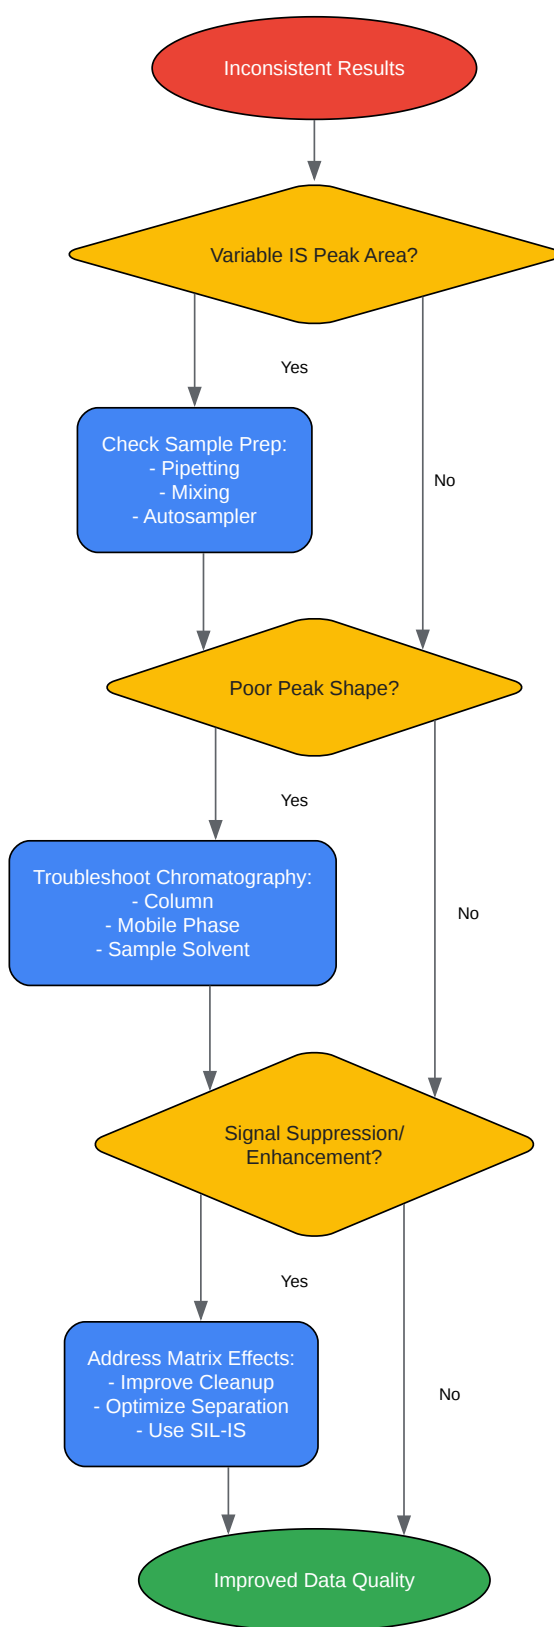 Inconsistent Results
Variable IS Peak Area?
Yes
Check Sample Prep:
- Pipetting
- Mixing
- Autosampler
No
Poor Peak Shape?
Yes
Troubleshoot Chromatography:
- Column
- Mobile Phase
- Sample Solvent
No
Signal Suppression/
Enhancement?
Yes
Address Matrix Effects:
- Improve Cleanup
- Optimize Separation
- Use SIL-IS
No
Improved Data Quality